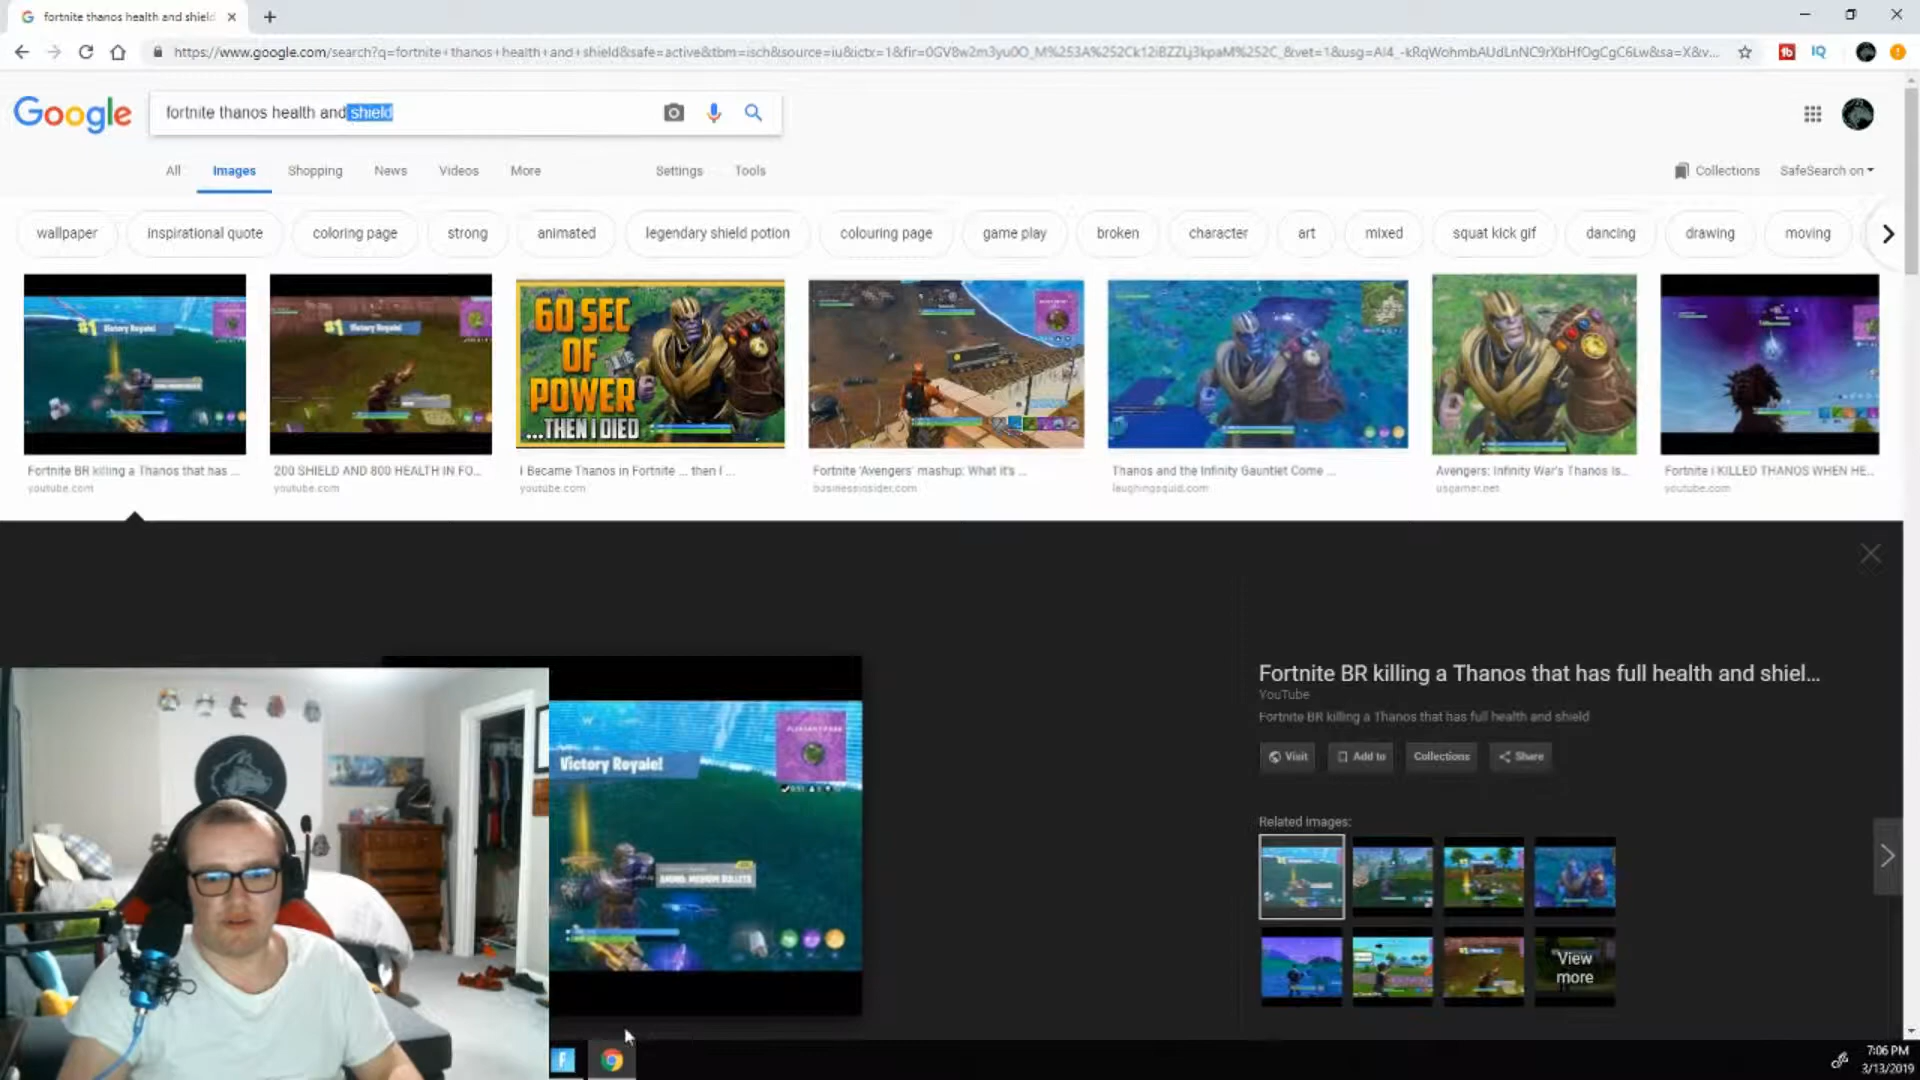 fortnite thanos health and shield
https://www.google.com/search?q=fortnite+thanos+health+and+shield&safe=active&tbm=isch&source=iu&ictx=1&fir=0GV8w2m3yu0O_M%253A%252Ck12iBZZLj3kpaM%252C_&vet=1&usg=AI4_-kRqWohmbAUdLnNC9rXbHfOgCgC6Lw&sa=X&v...
Google
fortnite thanos health and shield
All Images Shopping News Videos More Settings Tools
Collections SafeSearch on
wallpaper inspirational quote coloring page strong animated legendary shield potion colouring page game play broken character art mixed squat kick gif dancing drawing moving
#1 Victory Royale!
#1 Victory Royale!
60 SEC
OF
POWER
...THEN I DIED
Fortnite BR killing a Thanos that has ...
youtube.com
200 SHIELD AND 800 HEALTH IN FO...
youtube.com
I Became Thanos in Fortnite ... then I ...
youtube.com
Fortnite 'Avengers' mashup: What it's ...
businessinsider.com
Thanos and the Infinity Gauntlet Come ...
laughingsquid.com
Avengers: Infinity War's Thanos Is...
usgamer.net
Fortnite I KILLED THANOS WHEN HE...
youtube.com
Victory Royale!
PLEASANT PARK
Fortnite BR killing a Thanos that has full health and shiel...
YouTube
Fortnite BR killing a Thanos that has full health and shield
Visit Add to Collections Share
Related images:
View
more
7:06 PM
3/13/2019